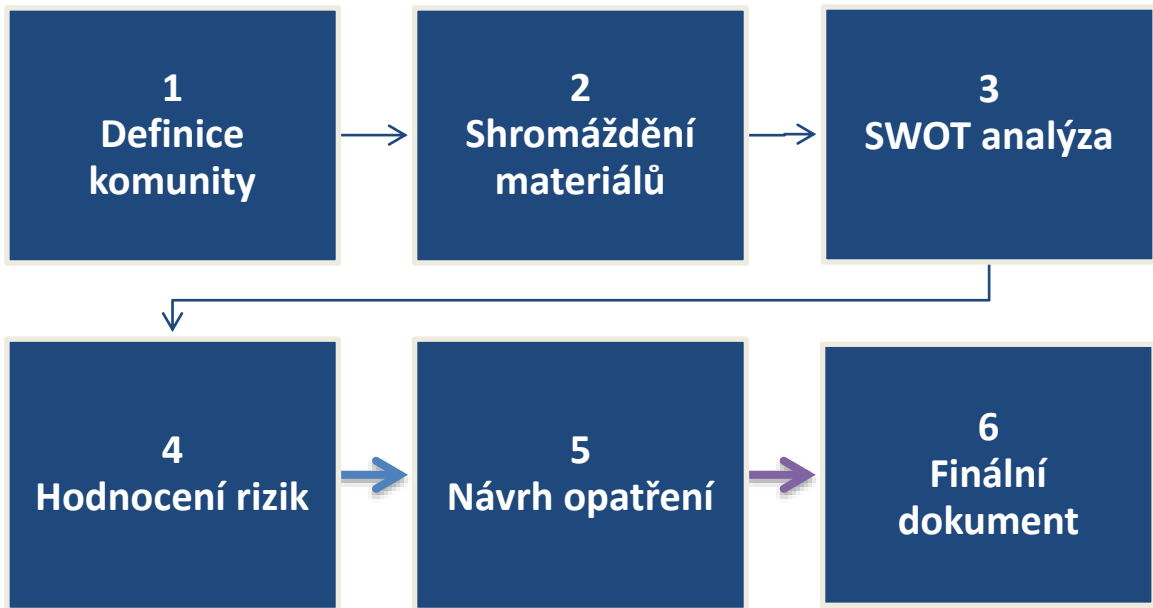 1
Definice
komunity
2
Shromáždění
materiálů
3
SWOT analýza
4
Hodnocení rizik
5
Návrh opatření
6
Finální
dokument